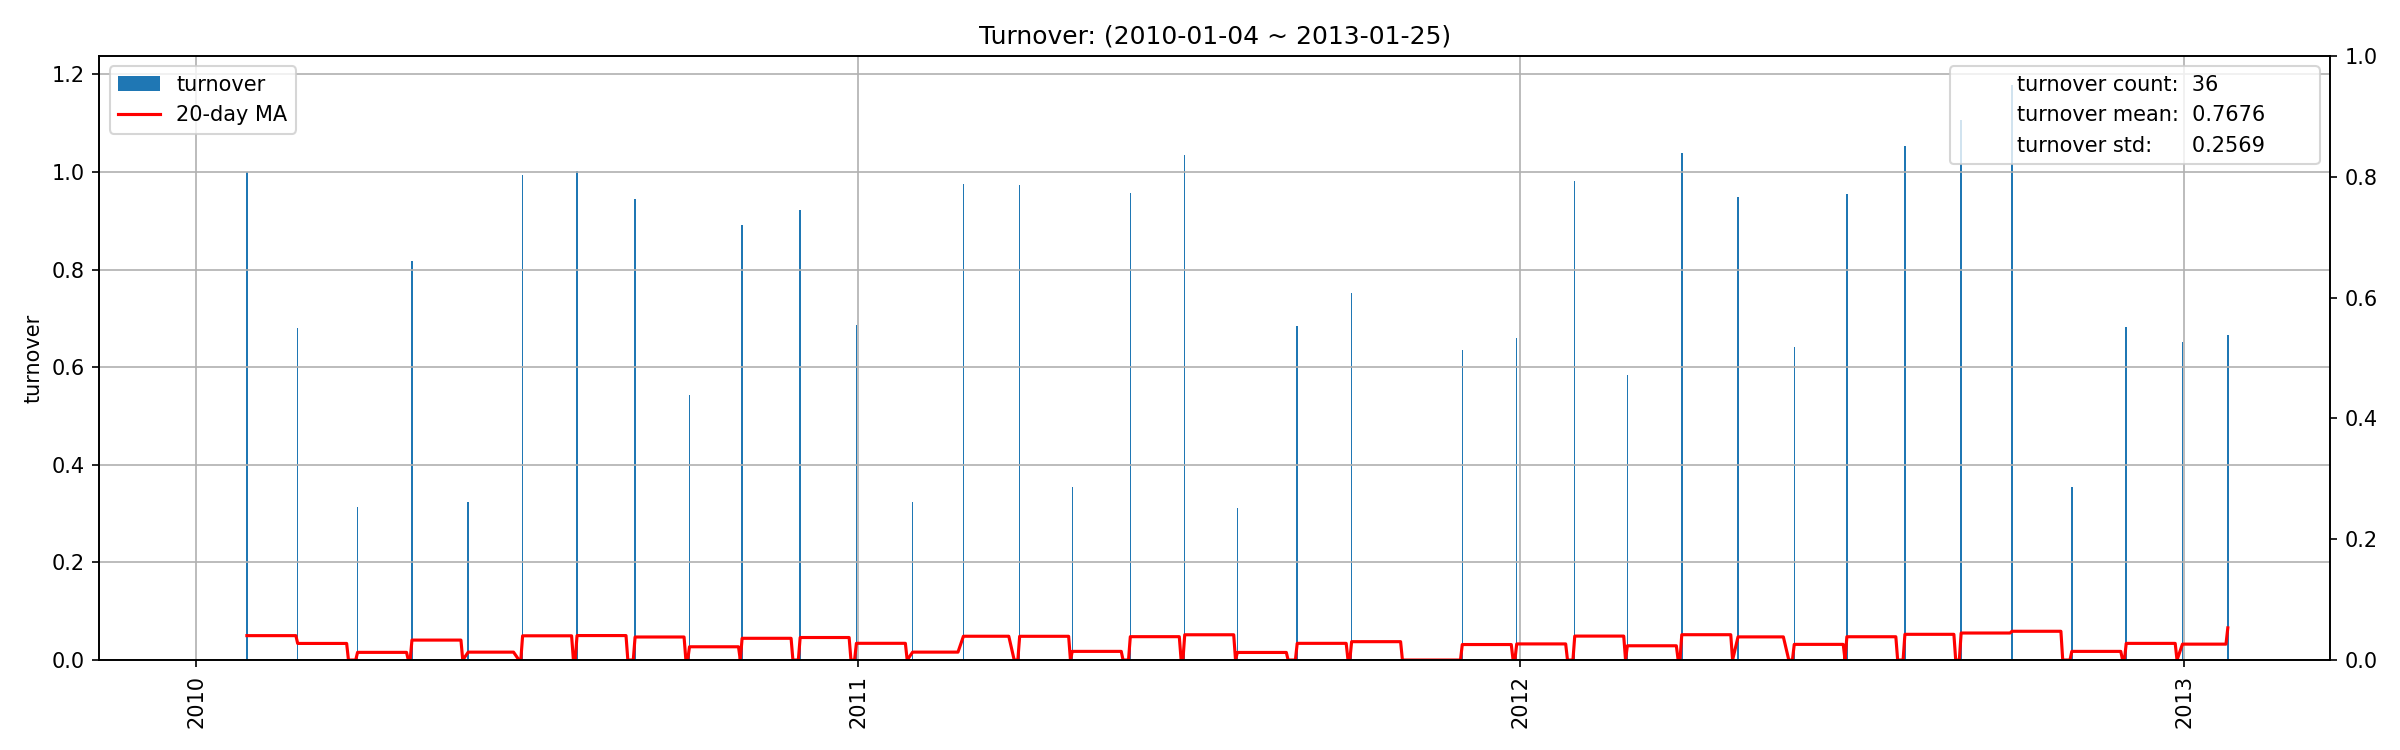 Turnover: (2010-01-04 ~ 2013-01-25)
turnover
20-day MA
turnover count: 36
turnover mean: 0.7676
turnover std: 0.2569
turnover
1.2
1.0
0.8
0.6
0.4
0.2
0.0
1.0
0.8
0.6
0.4
0.2
0.0
2010
2011
2012
2013